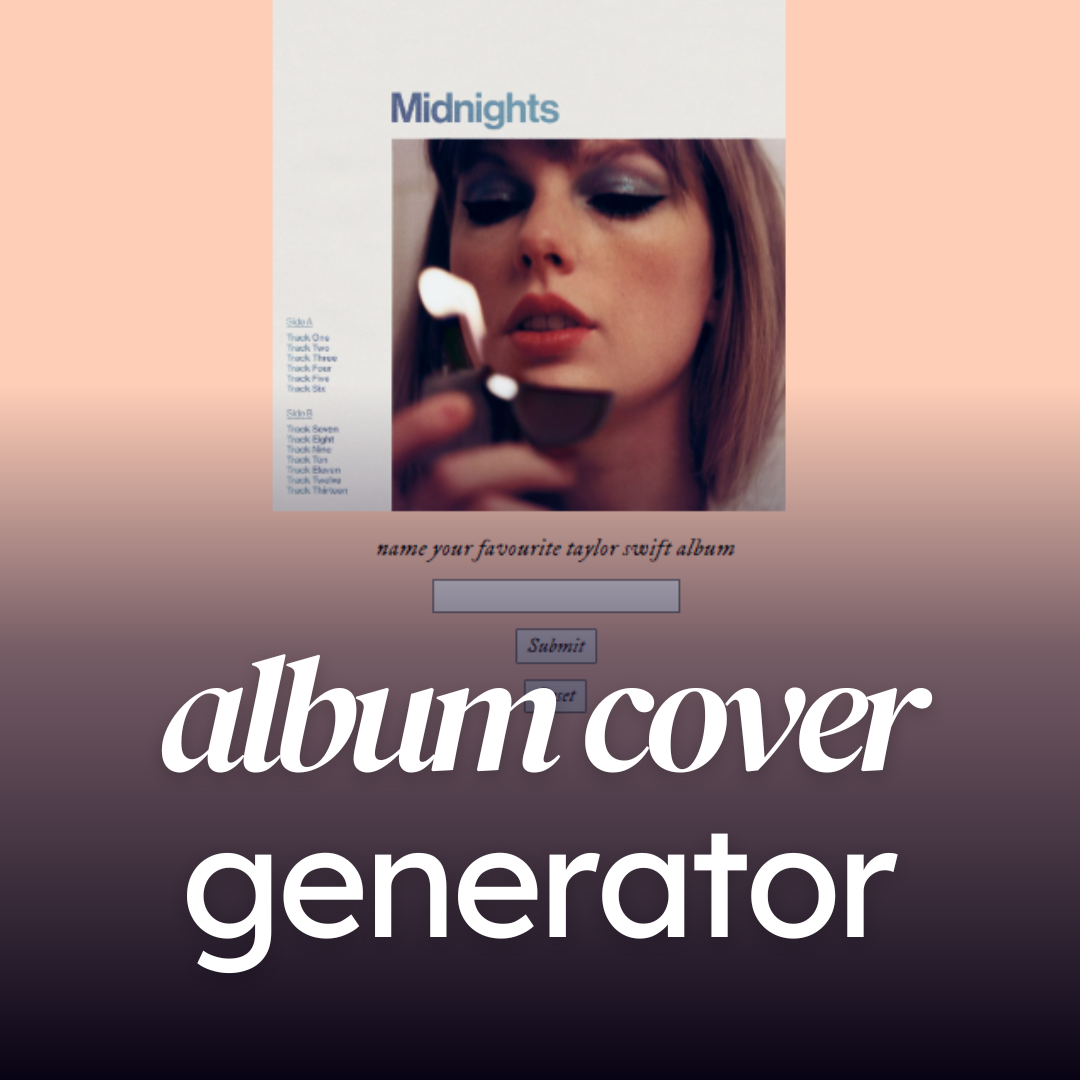 Midnights
Side A
Track One
Track Two
Track Three
Track Four
Track Five
Track Six
Side B
Track Seven
Track Eight
Track Nine
Track Ten
Track Eleven
Track Twelve
Track Thirteen
name your favourite taylor swift album
Submit
album cover
generator